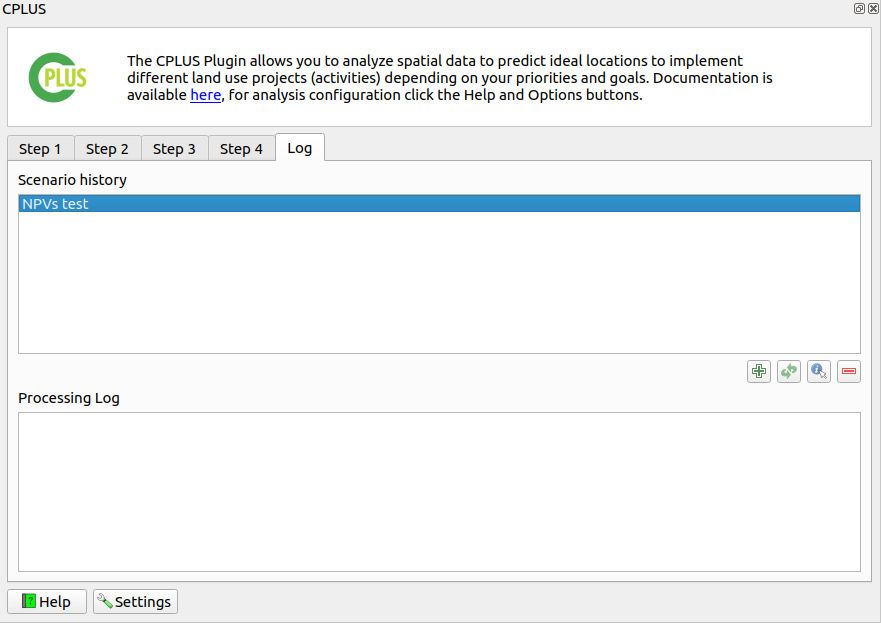 CPLUS
CPLUS
The CPLUS Plugin allows you to analyze spatial data to predict ideal locations to implement
different land use projects (activities) depending on your priorities and goals. Documentation is
available here, for analysis configuration click the Help and Options buttons.
Step 1
Step 2
Step 3
Step 4
Log
Scenario history
NPVs test
Processing Log
Help
Settings